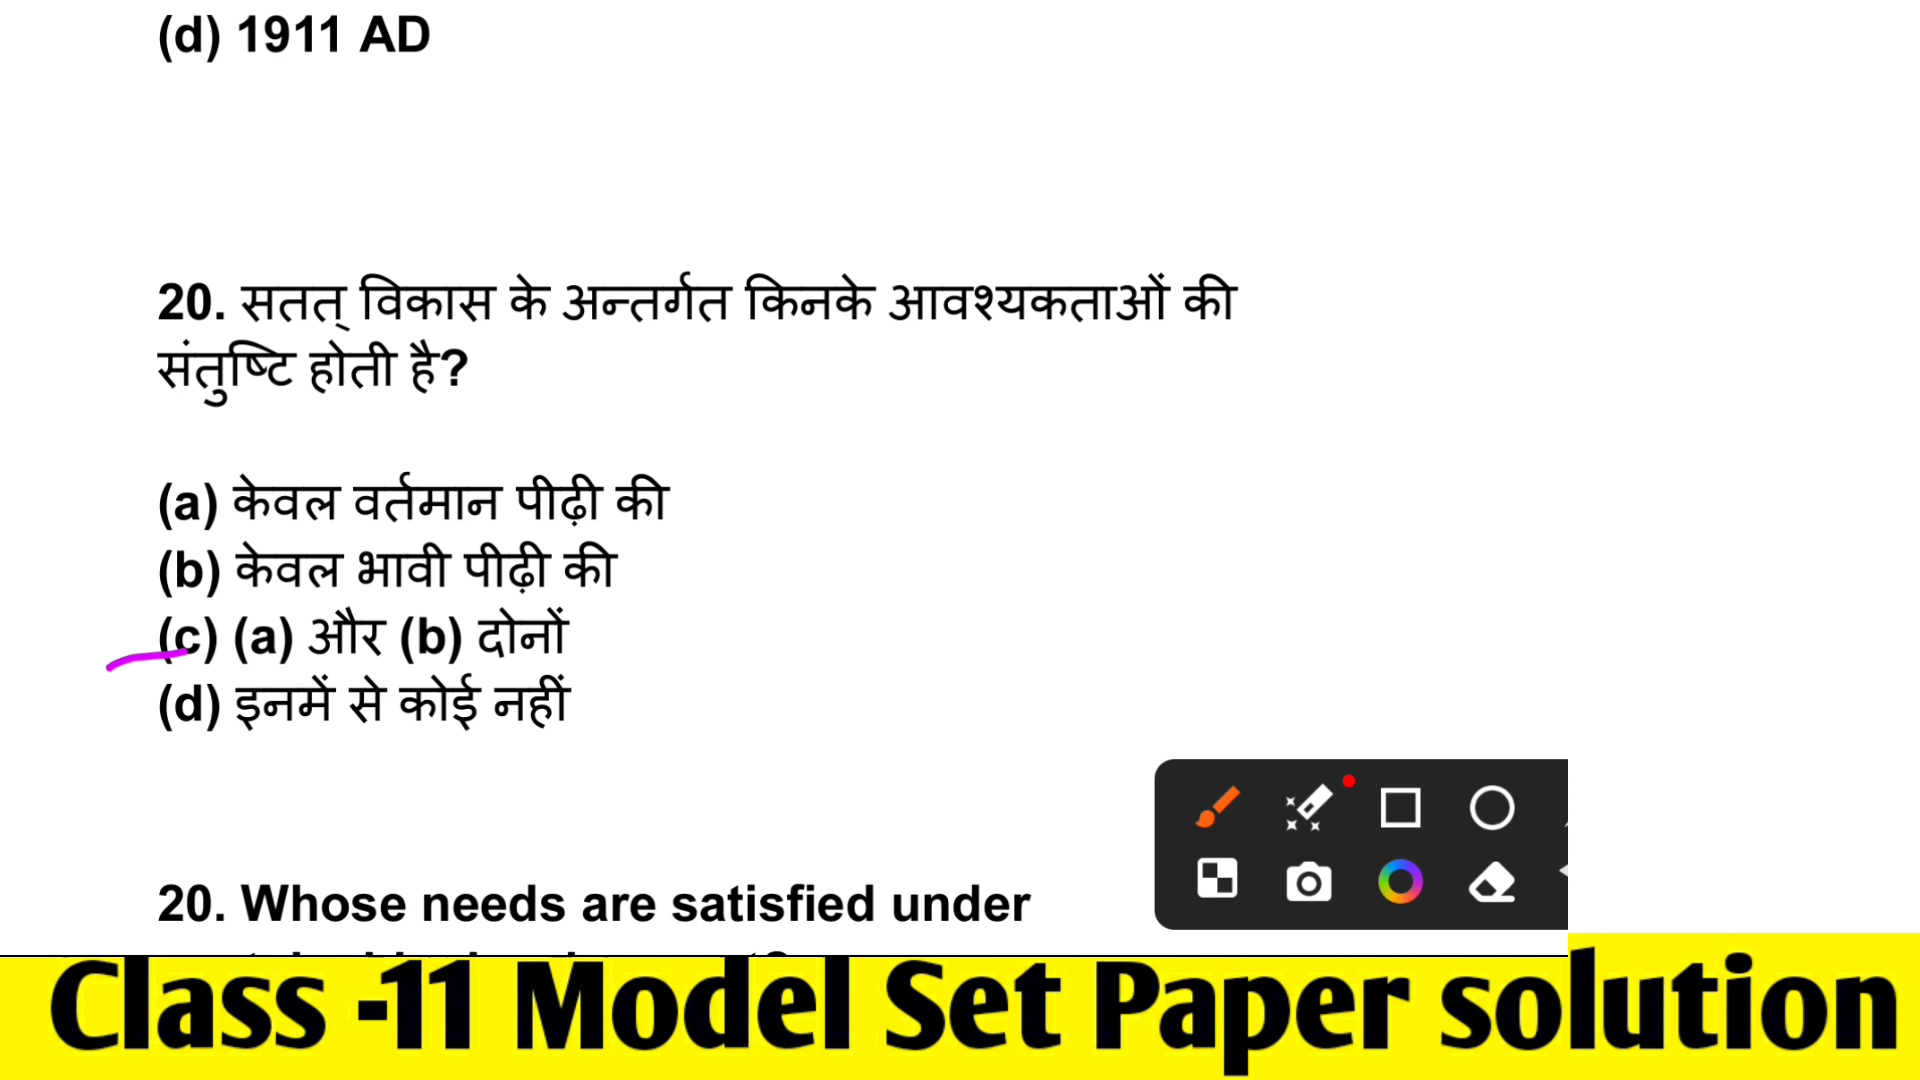 (d) 1911 AD
20. सतत् विकास के अन्तर्गत किनके आवश्यकताओं की
संतुष्टि होती है?
(a) केवल वर्तमान पीढ़ी की
(b) केवल भावी पीढ़ी की
(c) (a) और (b) दोनों
(d) इनमें से कोई नहीं
20. Whose needs are satisfied under
Class -11 Model Set Paper solution